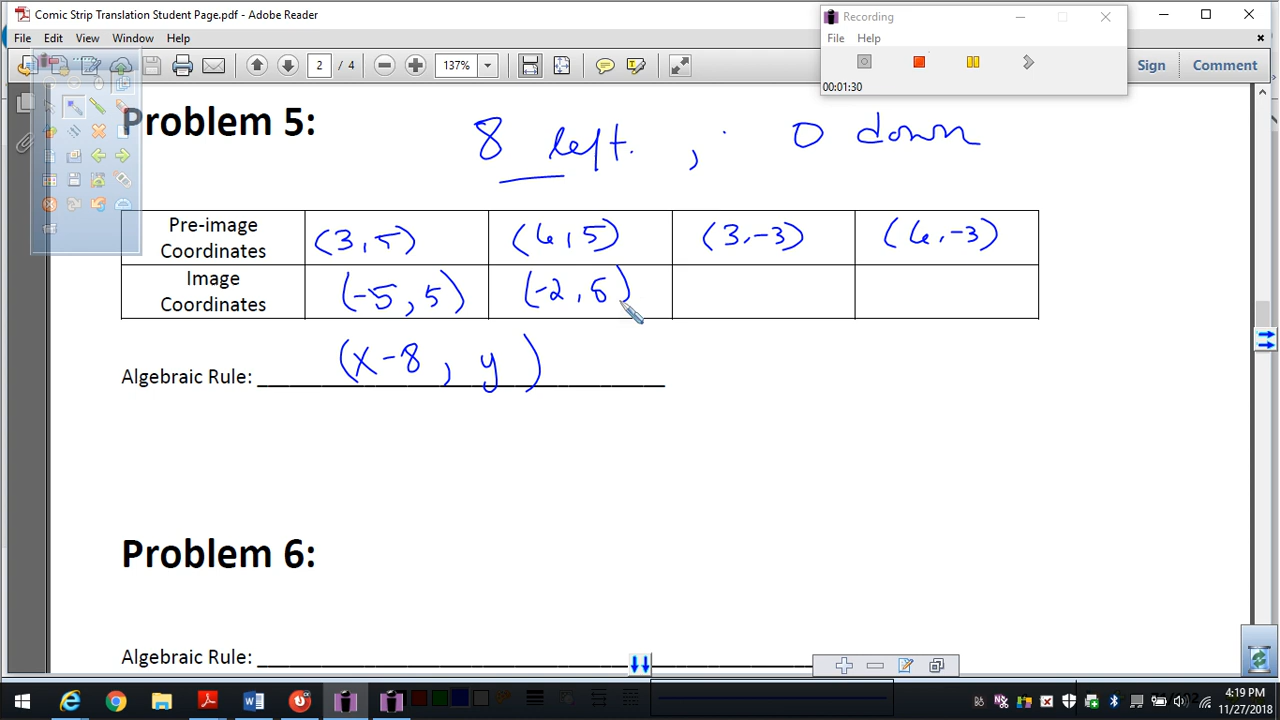 Comic Strip Translation Student Page.pdf - Adobe Reader
Recording
File Edit View Window Help
File Help
2 / 4 137% Sign Comment
00:01:30
Problem 5:
8 left. , 0 down
Pre-image Coordinates (3,5) (6,5) (3,-3) (6,-3)
Image Coordinates (-5,5) (-2,5)
Algebraic Rule: (x-8, y)
Problem 6:
Algebraic Rule:
4:19 PM
11/27/2018